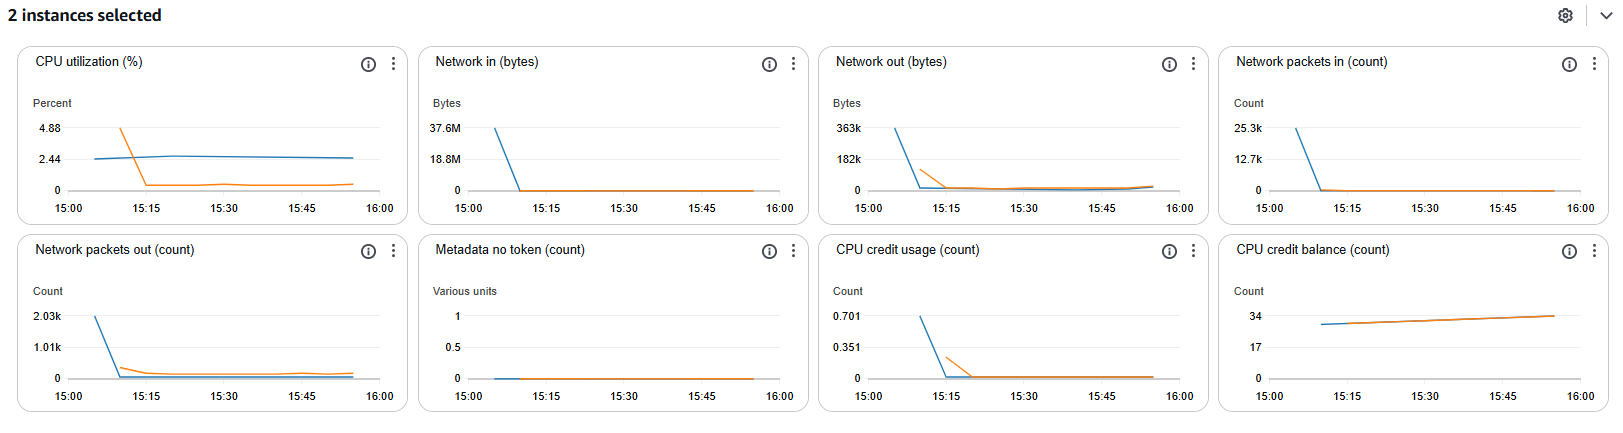 2 instances selected
CPU utilization (%)
Percent
4.88
2.44
0
15:00 15:15 15:30 15:45 16:00
Network in (bytes)
Bytes
37.6M
18.8M
0
15:00 15:15 15:30 15:45 16:00
Network out (bytes)
Bytes
363k
182k
0
15:00 15:15 15:30 15:45 16:00
Network packets in (count)
Count
25.3k
12.7k
0
15:00 15:15 15:30 15:45 16:00
Network packets out (count)
Count
2.03k
1.01k
0
15:00 15:15 15:30 15:45 16:00
Metadata no token (count)
Various units
1
0.5
0
15:00 15:15 15:30 15:45 16:00
CPU credit usage (count)
Count
0.701
0.351
0
15:00 15:15 15:30 15:45 16:00
CPU credit balance (count)
Count
34
17
0
15:00 15:15 15:30 15:45 16:00